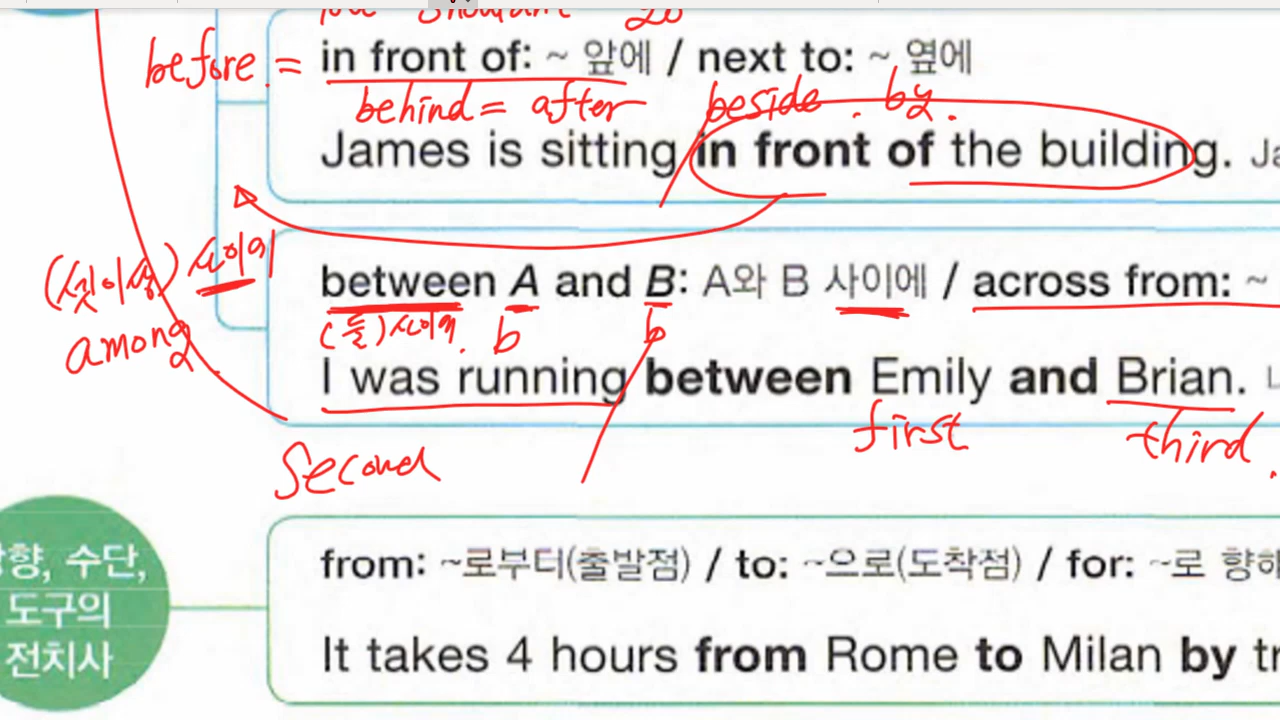 before = in front of: ~ 앞에 / next to: ~ 옆에
behind = after beside . by .
James is sitting in front of the building.
(셋이상) 사이에
among
between A and B: A와 B 사이에 / across from: ~
(둘) 사이에. b b
I was running between Emily and Brian.
first third.
Second
향, 수단,
도구의
전치사
from: ~로부터(출발점) / to: ~으로(도착점) / for: ~로 향해
It takes 4 hours from Rome to Milan by tr